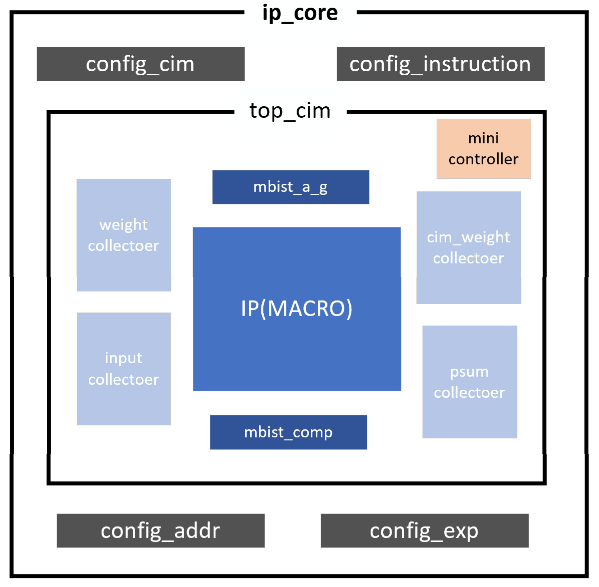 ip_core
config_cim
config_instruction
top_cim
mini
controller
mbist_a_g
weight
collectoer
cim_weight
collectoer
IP(MACRO)
input
collectoer
psum
collectoer
mbist_comp
config_addr
config_exp